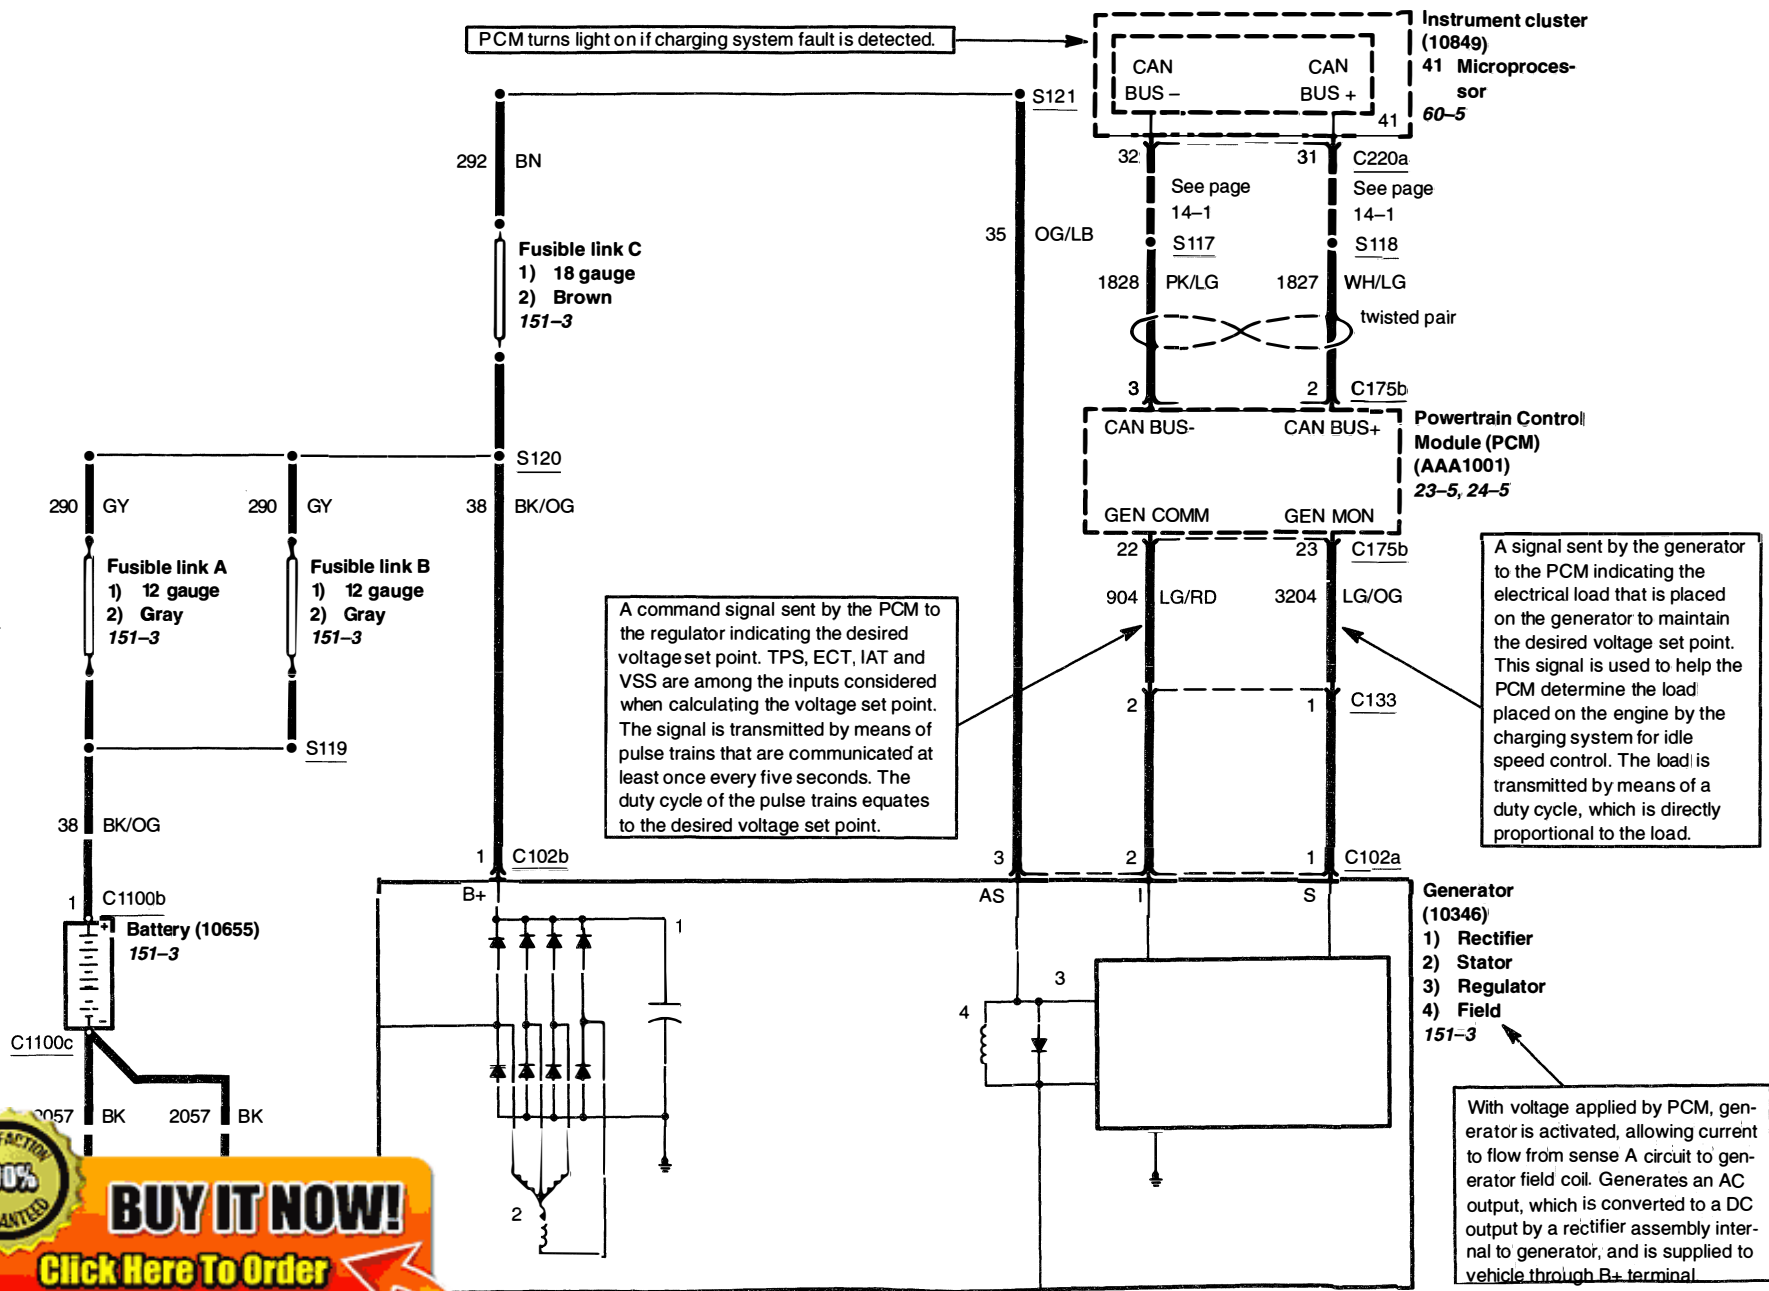 PCM turns light on if charging system fault is detected.
Instrument cluster
(10849)
41 Microproces-
sor
60–5
CAN
BUS –
CAN
BUS +
41
S121
32
31
C220a
292
BN
See page
14–1
See page
14–1
35
OG/LB
S117
S118
Fusible link C
1) 18 gauge
2) Brown
151–3
1828
PK/LG
1827
WH/LG
twisted pair
3
2
C175b
CAN BUS-
CAN BUS+
Powertrain Control
Module (PCM)
(AAA1001)
23–5, 24–5
S120
290
GY
290
GY
38
BK/OG
GEN COMM
GEN MON
22
23
C175b
Fusible link A
1) 12 gauge
2) Gray
151–3
Fusible link B
1) 12 gauge
2) Gray
151–3
904
LG/RD
3204
LG/OG
A command signal sent by the PCM to
the regulator indicating the desired
voltage set point. TPS, ECT, IAT and
VSS are among the inputs considered
when calculating the voltage set point.
The signal is transmitted by means of
pulse trains that are communicated at
least once every five seconds. The
duty cycle of the pulse trains equates
to the desired voltage set point.
A signal sent by the generator
to the PCM indicating the
electrical load that is placed
on the generator to maintain
the desired voltage set point.
This signal is used to help the
PCM determine the load
placed on the engine by the
charging system for idle
speed control. The load is
transmitted by means of a
duty cycle, which is directly
proportional to the load.
2
1
C133
S119
38
BK/OG
1
C102b
3
2
1
C102a
B+
AS
I
S
1
C1100b
Battery (10655)
151–3
1
Generator
(10346)
1) Rectifier
2) Stator
3) Regulator
4) Field
151–3
+
-
3
4
C1100c
2057
BK
2057
BK
2
With voltage applied by PCM, gen-
erator is activated, allowing current
to flow from sense A circuit to gen-
erator field coil. Generates an AC
output, which is converted to a DC
output by a rectifier assembly inter-
nal to generator, and is supplied to
vehicle through B+ terminal
BUY IT NOW!
Click Here To Order